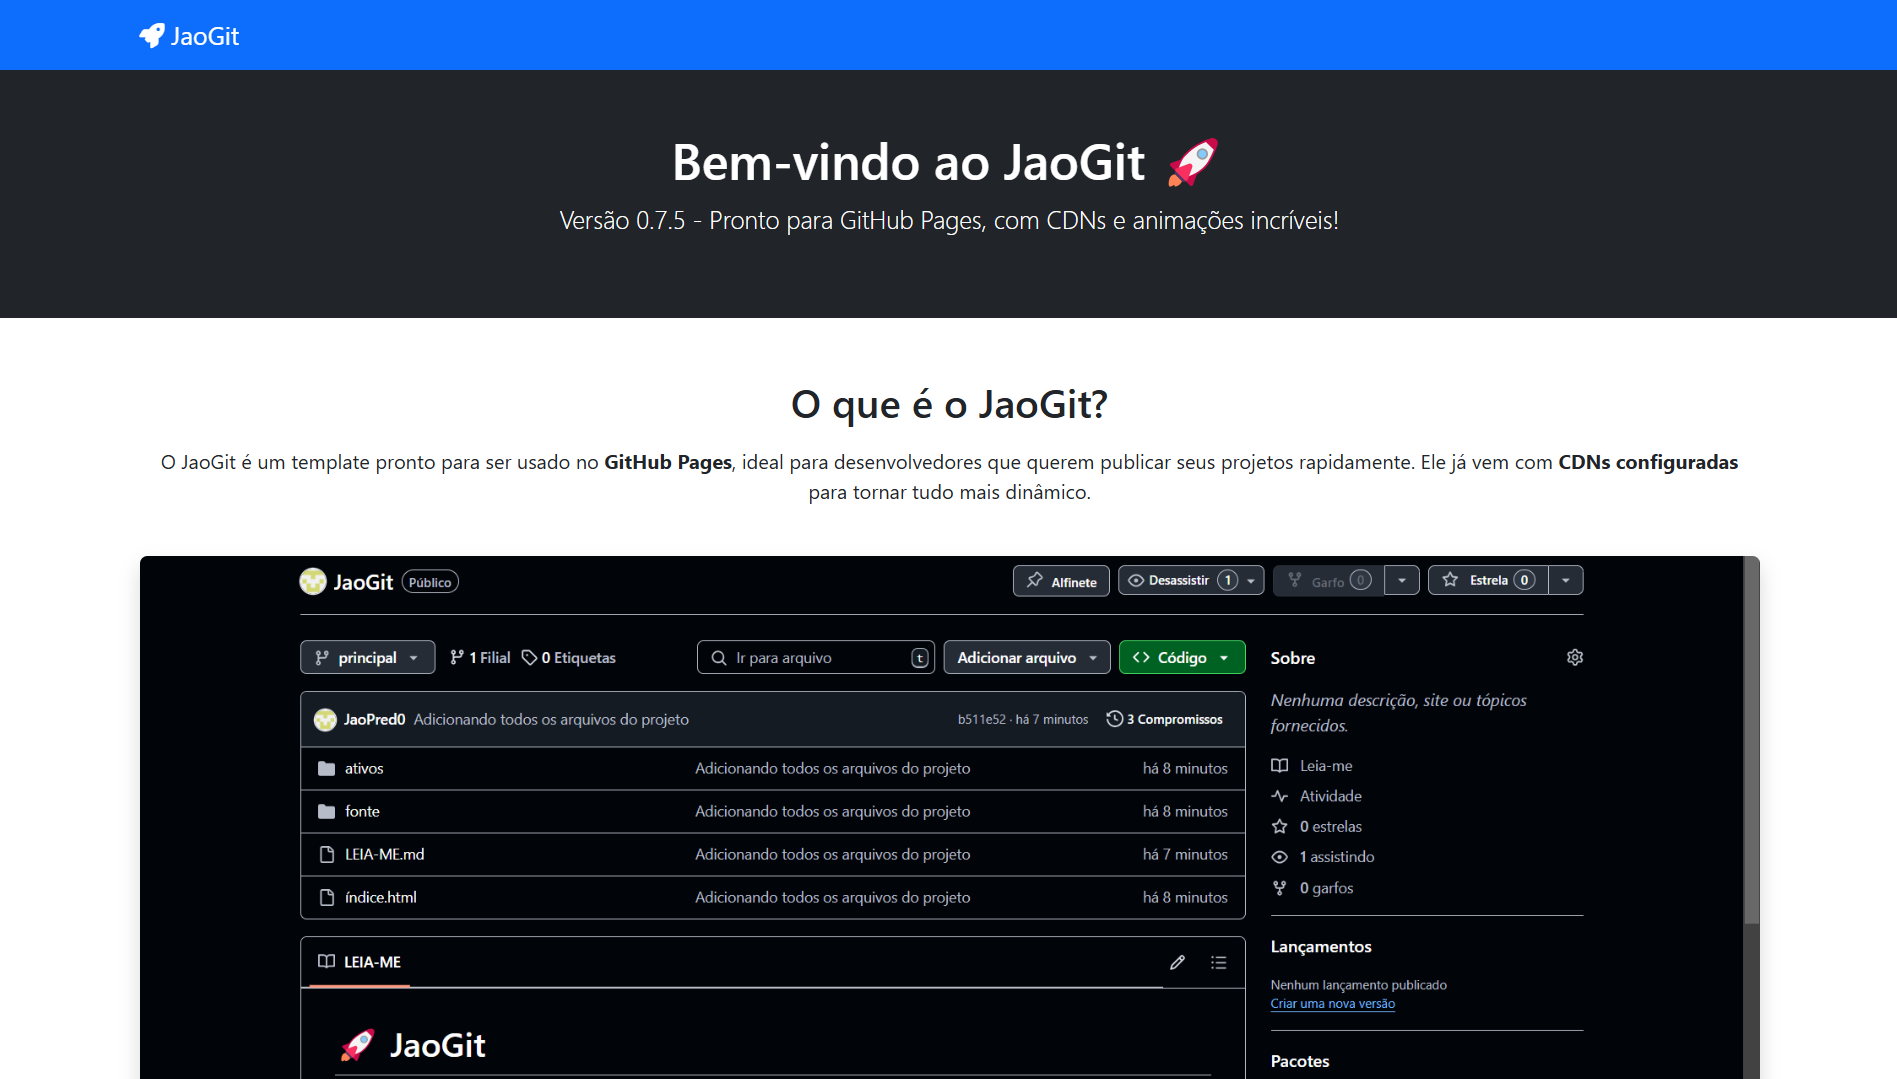 JaoGit
Bem-vindo ao JaoGit 🚀
Versão 0.7.5 - Pronto para GitHub Pages, com CDNs e animações incríveis!
O que é o JaoGit?
O JaoGit é um template pronto para ser usado no GitHub Pages, ideal para desenvolvedores que querem publicar seus projetos rapidamente. Ele já vem com CDNs configuradas
para tornar tudo mais dinâmico.
JaoGit Público
Alfinete Desassistir 1 Garfo 0 Estrela 0
principal 1 Filial 0 Etiquetas Ir para arquivo t Adicionar arquivo <> Código
JaoPred0 Adicionando todos os arquivos do projeto b511e52 · há 7 minutos 3 Compromissos
ativos Adicionando todos os arquivos do projeto há 8 minutos
fonte Adicionando todos os arquivos do projeto há 8 minutos
LEIA-ME.md Adicionando todos os arquivos do projeto há 7 minutos
índice.html Adicionando todos os arquivos do projeto há 8 minutos
LEIA-ME
🚀 JaoGit
Sobre
Nenhuma descrição, site ou tópicos
fornecidos.
Leia-me
Atividade
0 estrelas
1 assistindo
0 garfos
Lançamentos
Nenhum lançamento publicado
Criar uma nova versão
Pacotes